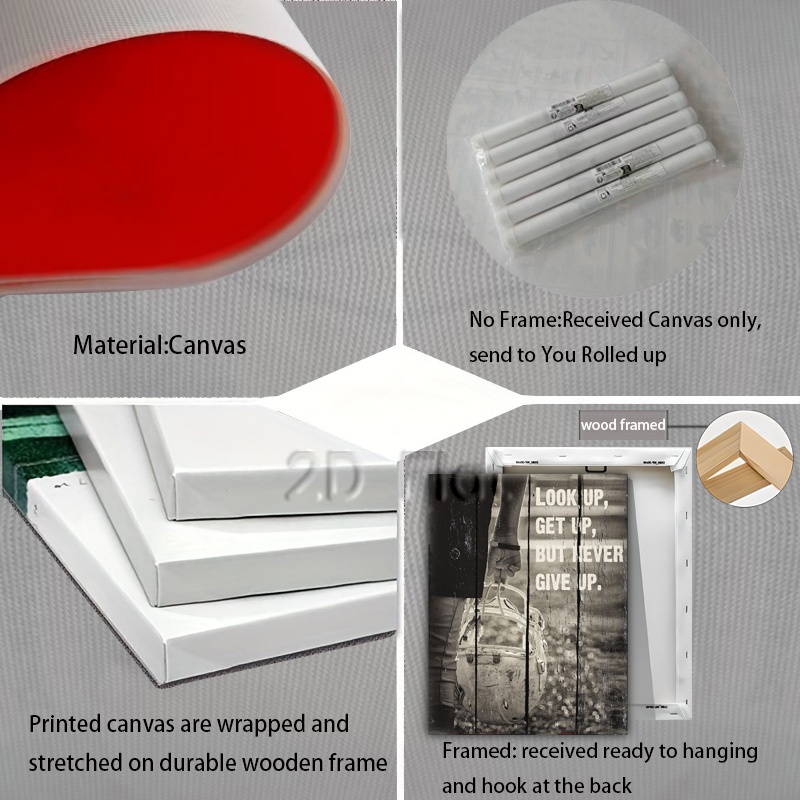 Material:Canvas
No Frame:Received Canvas only,
send to You Rolled up
2D
Printed canvas are wrapped and
stretched on durable wooden frame
wood framed
LOOK UP,
GET UP,
BUT NEVER
GIVE UP.
Framed: received ready to hanging
and hook at the back